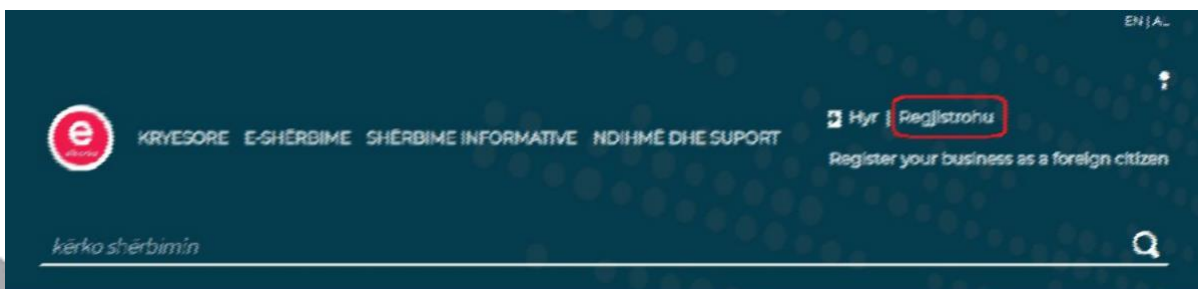 EN | AL
Hyr | Regjistrohu
KRYESORE E-SHËRBIME SHËRBIME INFORMATIVE NDIHMË DHE SUPORT
Register your business as a foreign citizen
kërko shërbimin